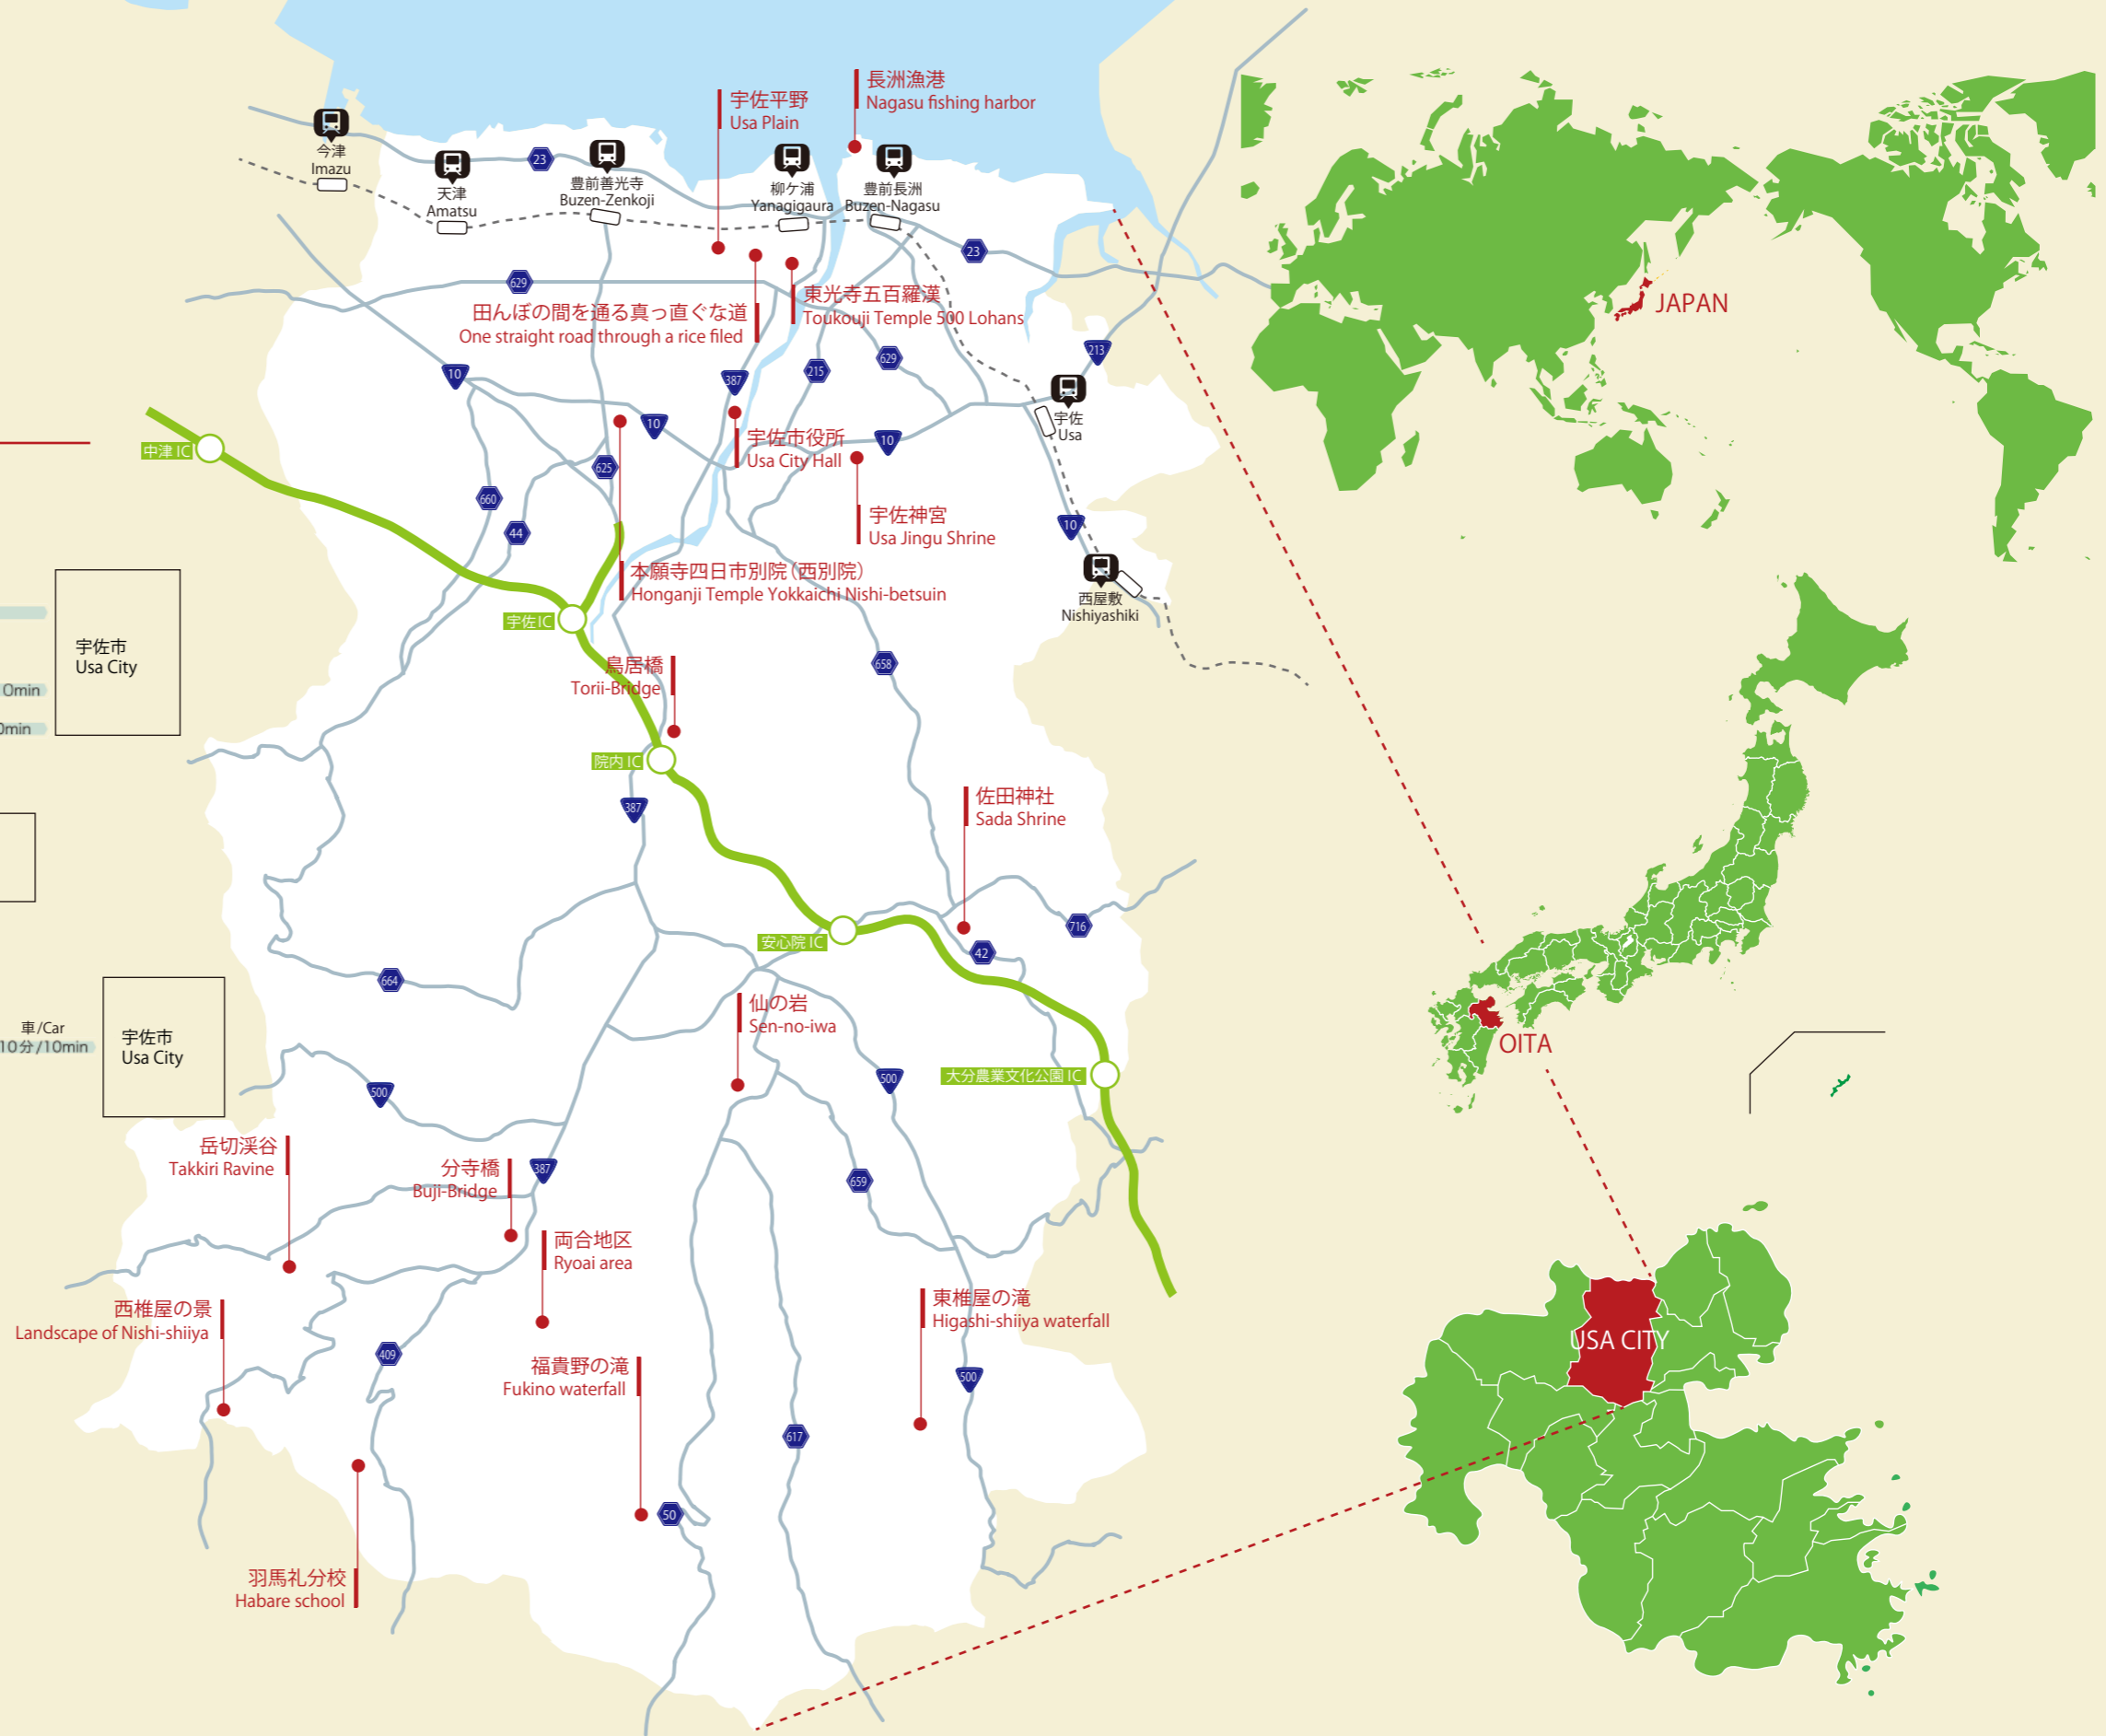 長洲漁港
Nagasu fishing harbor
宇佐平野
Usa Plain
今津
Imazu
天津
Amatsu
23
豊前善光寺
Buzen-Zenkoji
柳ケ浦
Yanagigaura
豊前長洲
Buzen-Nagasu
23
629
田んぼの間を通る真っ直ぐな道
One straight road through a rice filed
東光寺五百羅漢
Toukouji Temple 500 Lohans
JAPAN
10
387
215
629
213
宇佐
Usa
10
宇佐市役所
Usa City Hall
10
中津 IC
625
660
44
宇佐神宮
Usa Jingu Shrine
10
本願寺四日市別院（西別院）
Honganji Temple Yokkaichi Nishi-betsuin
西屋敷
Nishiyashiki
宇佐 IC
宇佐市
Usa City
0min
0min
鳥居橋
Torii-Bridge
658
院内 IC
387
佐田神社
Sada Shrine
716
安心院 IC
42
664
仙の岩
Sen-no-iwa
車/Car
10分/10min
宇佐市
Usa City
OITA
500
500
大分農業文化公園 IC
岳切渓谷
Takkiri Ravine
分寺橋
Buji-Bridge
387
659
両合地区
Ryoai area
西椎屋の景
Landscape of Nishi-shiiya
東椎屋の滝
Higashi-shiiya waterfall
USA CITY
409
福貴野の滝
Fukino waterfall
500
617
50
羽馬礼分校
Habare school